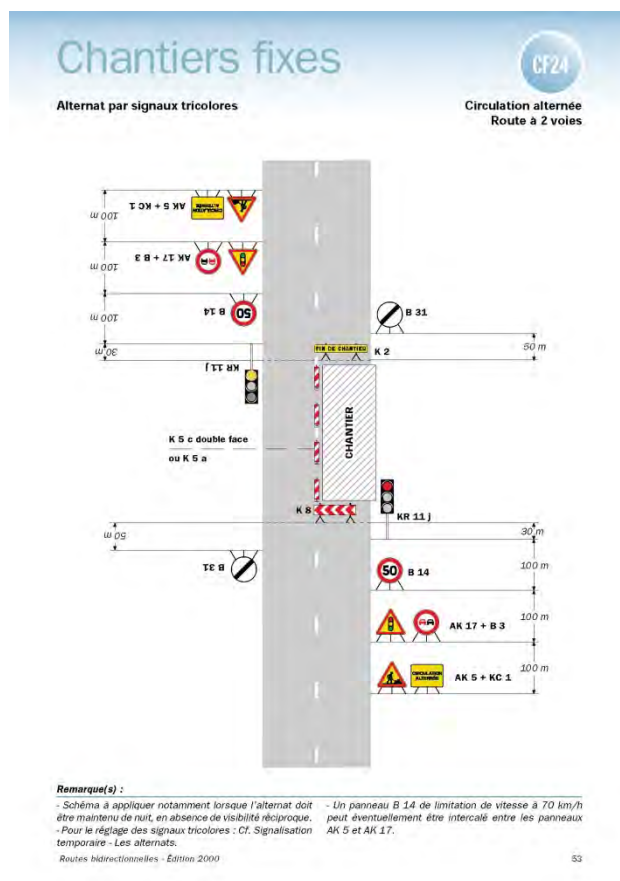 Chantiers fixes
CF24
Alternat par signaux tricolores
Circulation alternée
Route à 2 voies
AK 5 + KC 1
CIRCULATION
ALTERNÉE
100 m
AK 17 + B 3
100 m
B 14
50
100 m
KR 11 j
30 m
B 31
FIN DE CHANTIER
K 2
50 m
CHANTIER
K 5 c double face
ou K 5 a
K 8
KR 11 j
50 m
30 m
B 31
50
B 14
100 m
AK 17 + B 3
100 m
CIRCULATION
ALTERNÉE
AK 5 + KC 1
100 m
Remarque(s) :
- Schéma à appliquer notamment lorsque l'alternat doit
être maintenu de nuit, en absence de visibilité réciproque.
- Pour le réglage des signaux tricolores : Cf. Signalisation
temporaire - Les alternats.
- Un panneau B 14 de limitation de vitesse à 70 km/h
peut éventuellement être intercalé entre les panneaux
AK 5 et AK 17.
Routes bidirectionnelles - Édition 2000
53